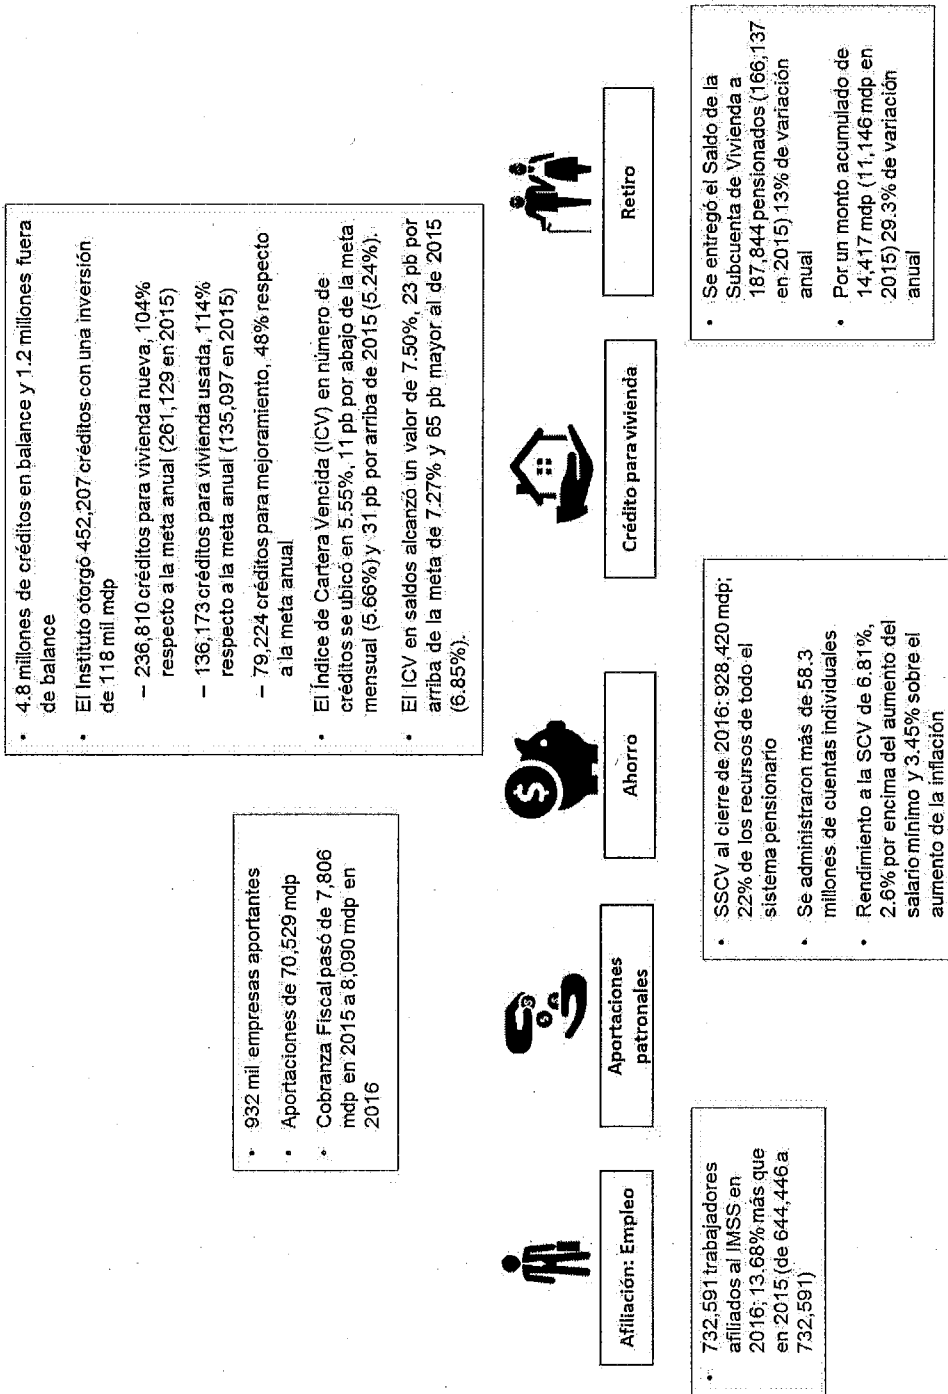 • 732,591 trabajadores
afiliados al IMSS en
2016; 13.68% más que
en 2015 (de 644,446 a
732,591)
Afiliación: Empleo
• 932 mil empresas aportantes
• Aportaciones de 70,529 mdp
• Cobranza Fiscal pasó de 7,806
mdp en 2015 a 8,090 mdp en
2016
Aportaciones
patronales
Ahorro
• SSCV al cierre de 2016: 928,420 mdp;
22% de los recursos de todo el
sistema pensionario
• Se administraron más de 58.3
millones de cuentas individuales
• Rendimiento a la SCV de 6.81%,
2.6% por encima del aumento del
salario mínimo y 3.45% sobre el
aumento de la inflación
• 4.8 millones de créditos en balance y 1.2 millones fuera
de balance
• El Instituto otorgó 452,207 créditos con una inversión
de 118 mil mdp
– 236,810 créditos para vivienda nueva, 104%
respecto a la meta anual (261,129 en 2015)
– 136,173 créditos para vivienda usada, 114%
respecto a la meta anual (135,097 en 2015)
– 79,224 créditos para mejoramiento, 48% respecto
a la meta anual
• El Índice de Cartera Vencida (ICV) en número de
créditos se ubicó en 5.55%, 11 pb por abajo de la meta
mensual (5.66%) y 31 pb por arriba de 2015 (5.24%).
• El ICV en saldos alcanzó un valor de 7.50%, 23 pb por
arriba de la meta de 7.27% y 65 pb mayor al de 2015
(6.85%).
Crédito para vivienda
Retiro
• Se entregó el Saldo de la
Subcuenta de Vivienda a
187,844 pensionados (166,137
en 2015) 13% de variación
anual
• Por un monto acumulado de
14,417 mdp (11,146 mdp en
2015) 29.3% de variación
anual